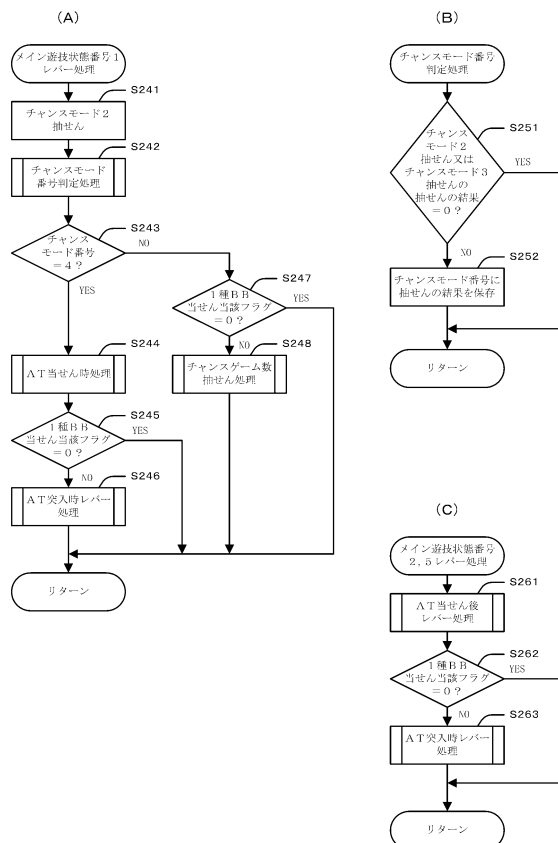 (A)
メイン遊技状態番号1
レバー処理
S241
チャンスモード2
抽せん
S242
チャンスモード
番号判定処理
S243
チャンス
モード番号
=4?
NO
YES
S247
1種BB
当せん当該フラグ
=0?
YES
NO
S244
AT当せん時処理
S248
チャンスゲーム数
抽せん処理
S245
1種BB
当せん当該フラグ
=0?
YES
NO
S246
AT突入時レバー
処理
リターン
(B)
チャンスモード番号
判定処理
S251
チャンス
モード2
抽せん又は
チャンスモード3
抽せんの
抽せんの結果
=0?
YES
NO
S252
チャンスモード番号に
抽せんの結果を保存
リターン
(C)
メイン遊技状態番号
2,5レバー処理
S261
AT当せん後
レバー処理
S262
1種BB
当せん当該フラグ
=0?
YES
NO
S263
AT突入時レバー
処理
リターン